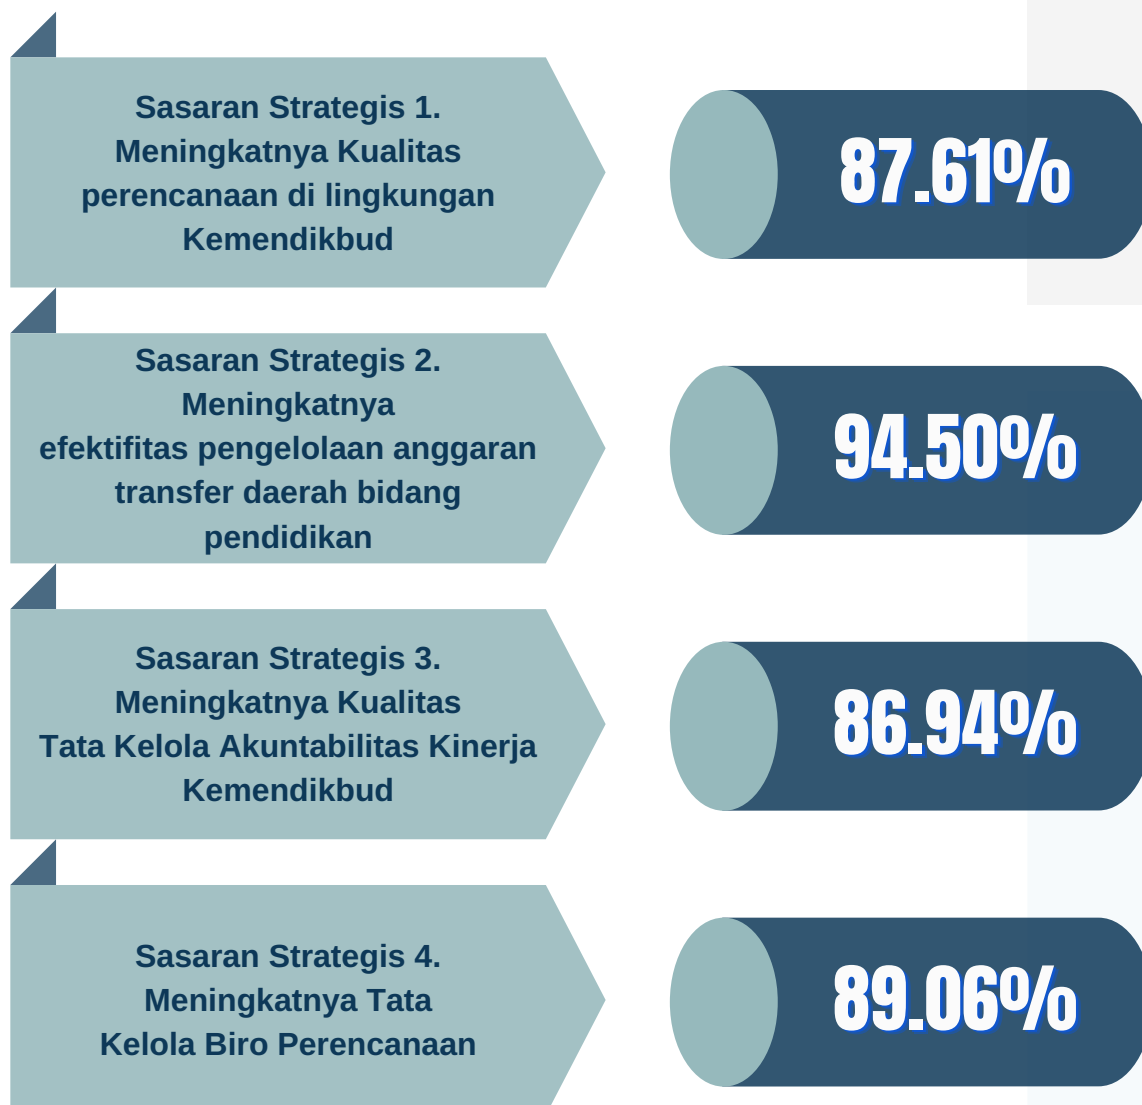 Sasaran Strategis 1.
Meningkatnya Kualitas
perencanaan di lingkungan
Kemendikbud
87.61%
Sasaran Strategis 2.
Meningkatnya
efektifitas pengelolaan anggaran
transfer daerah bidang
pendidikan
94.50%
Sasaran Strategis 3.
Meningkatnya Kualitas
Tata Kelola Akuntabilitas Kinerja
Kemendikbud
86.94%
Sasaran Strategis 4.
Meningkatnya Tata
Kelola Biro Perencanaan
89.06%